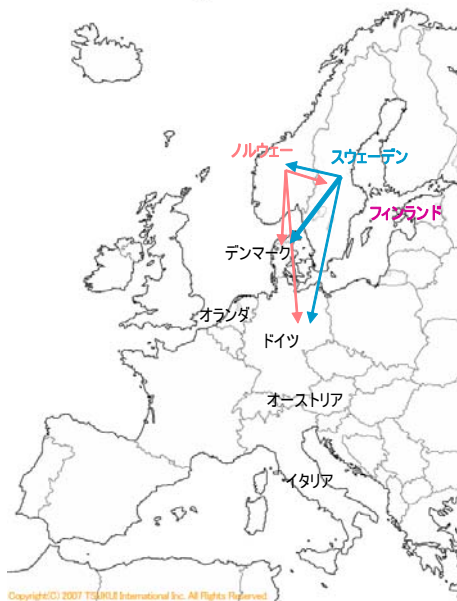 ノルウェー
スウェーデン
フィンランド
デンマーク
オランダ
ドイツ
オーストリア
イタリア
Copyright(C) 2007 TSUKUI International Inc. All Rights Reserved